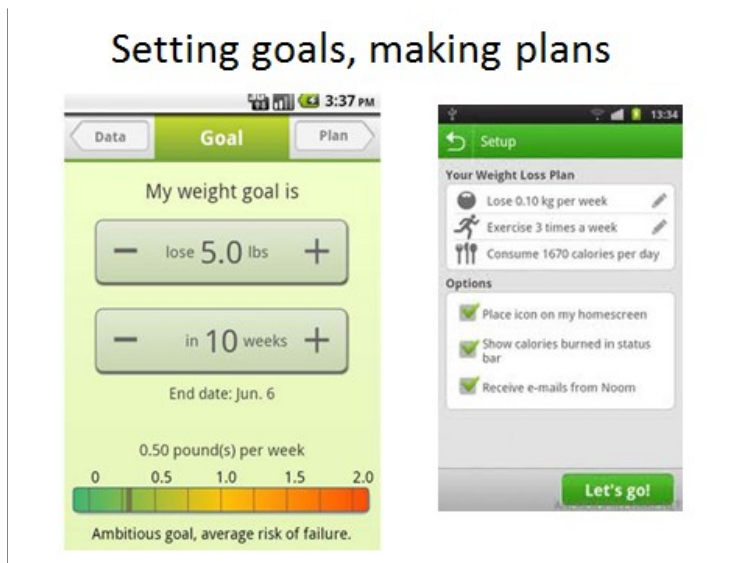 Setting goals, making plans
3:37 PM
Data
Goal
Plan
My weight goal is
− lose 5.0 lbs +
− in 10 weeks +
End date: Jun. 6
0.50 pound(s) per week
0 0.5 1.0 1.5 2.0
Ambitious goal, average risk of failure.
13:34
Setup
Your Weight Loss Plan
Lose 0.10 kg per week
Exercise 3 times a week
Consume 1670 calories per day
Options
Place icon on my homescreen
Show calories burned in status
bar
Receive e-mails from Noom
Let's go!